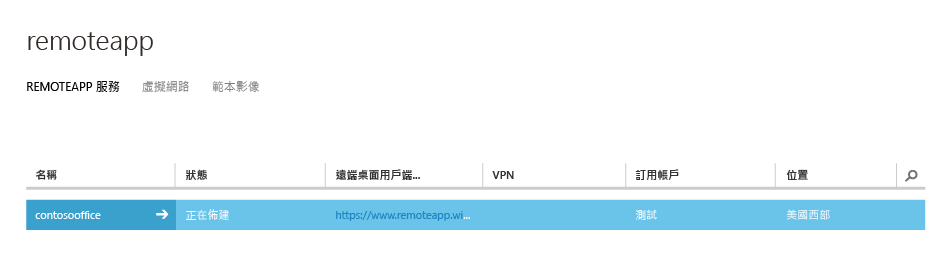 remoteapp
REMOTEAPP 服務 虛擬網路 範本影像
名稱 狀態 遠端桌面用戶端... VPN 訂用帳戶 位置
contosooffice 正在佈建 https://www.remoteapp.wi... 測試 美國西部